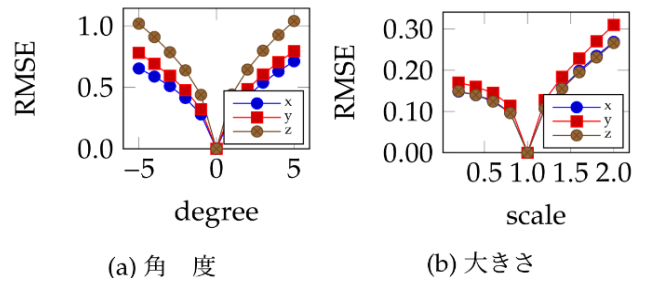 RMSE
1.0
0.5
0.0
−5
0
5
x
y
z
degree
(a) 角　度
RMSE
0.30
0.20
0.10
0.00
0.5
1.0
1.5
2.0
x
y
z
scale
(b) 大きさ